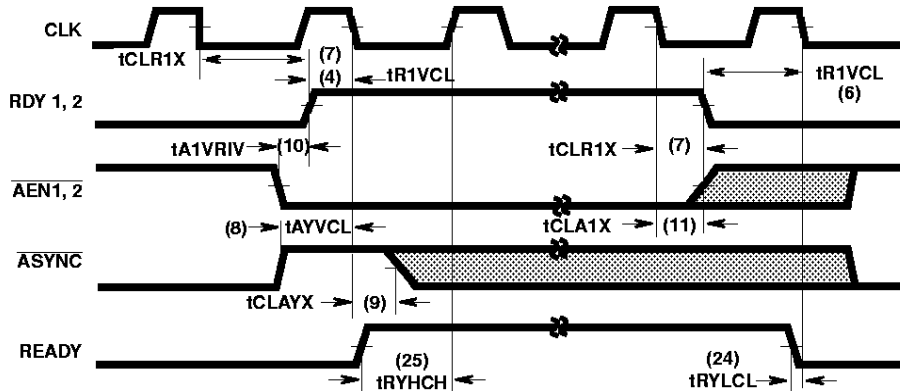 CLK
tCLR1X
(7)
(4)
tR1VCL
tR1VCL
(6)
RDY 1, 2
tA1VRIV
(10)
tCLR1X
(7)
AEN1, 2
(8)
tAYVCL
tCLA1X
(11)
ASYNC
tCLAYX
(9)
READY
(25)
tRYHCH
(24)
tRYLCL